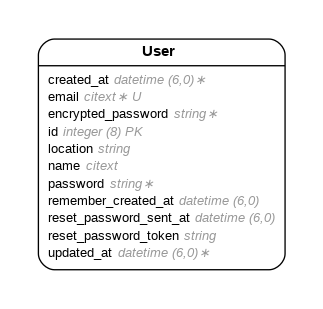 User
created_at datetime (6,0) ∗
email citext ∗ U
encrypted_password string ∗
id integer (8) PK
location string
name citext
password string ∗
remember_created_at datetime (6,0)
reset_password_sent_at datetime (6,0)
reset_password_token string
updated_at datetime (6,0) ∗